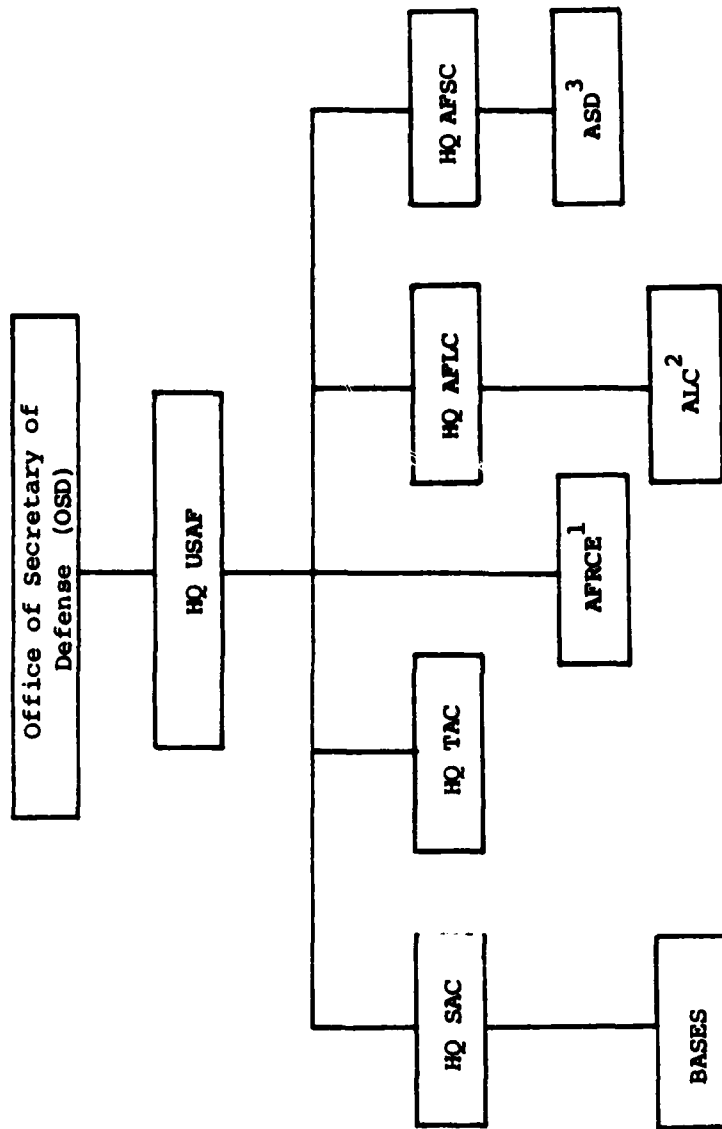 Office of Secretary of
Defense (OSD)
HQ USAF
HQ SAC
HQ TAC
HQ AFLC
HQ AFSC
AFRCE¹
ASD³
BASES
ALC²